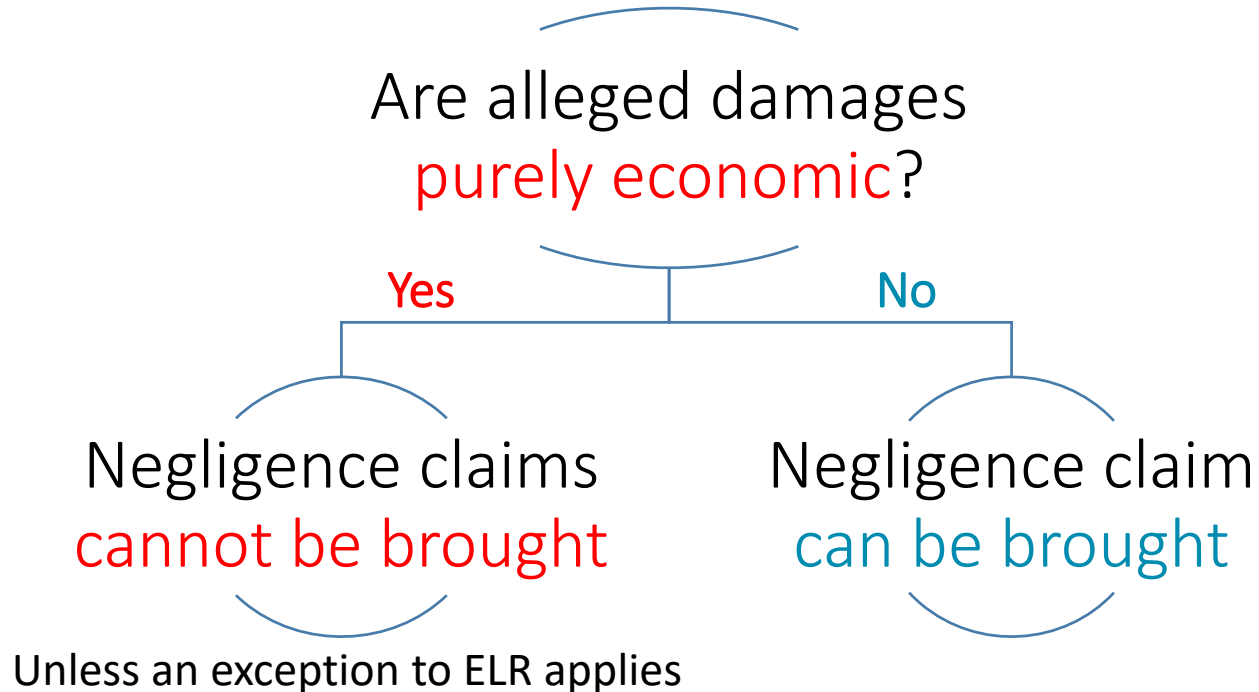 Are alleged damages
purely economic?
Yes
No
Negligence claims
cannot be brought
Negligence claim
can be brought
Unless an exception to ELR applies